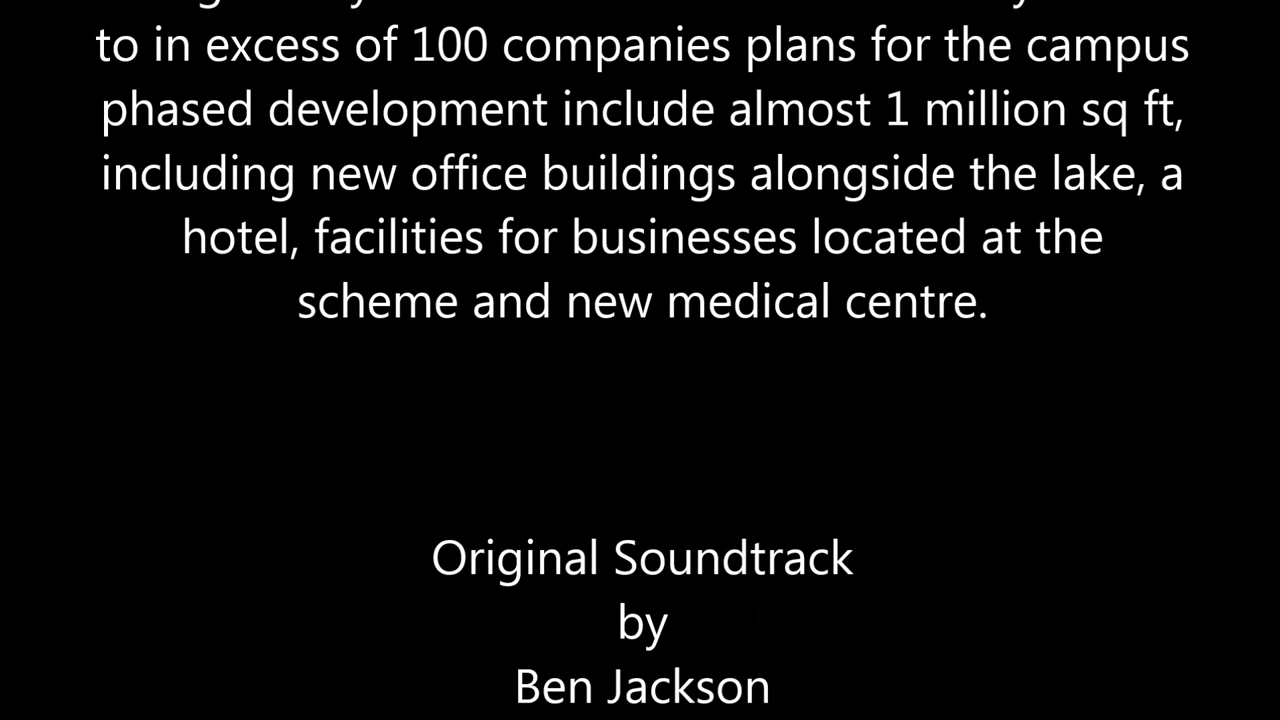 to in excess of 100 companies plans for the campus
phased development include almost 1 million sq ft,
including new office buildings alongside the lake, a
hotel, facilities for businesses located at the
scheme and new medical centre.
Original Soundtrack
by
Ben Jackson